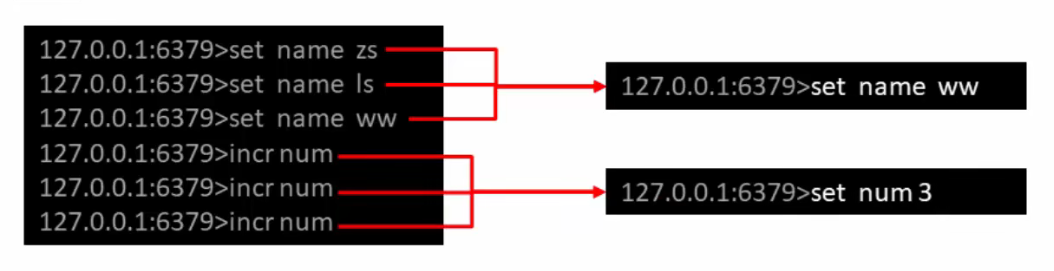 127.0.0.1:6379>set name zs
127.0.0.1:6379>set name ls
127.0.0.1:6379>set name ww
127.0.0.1:6379>incr num
127.0.0.1:6379>incr num
127.0.0.1:6379>incr num
127.0.0.1:6379>set name ww
127.0.0.1:6379>set num 3